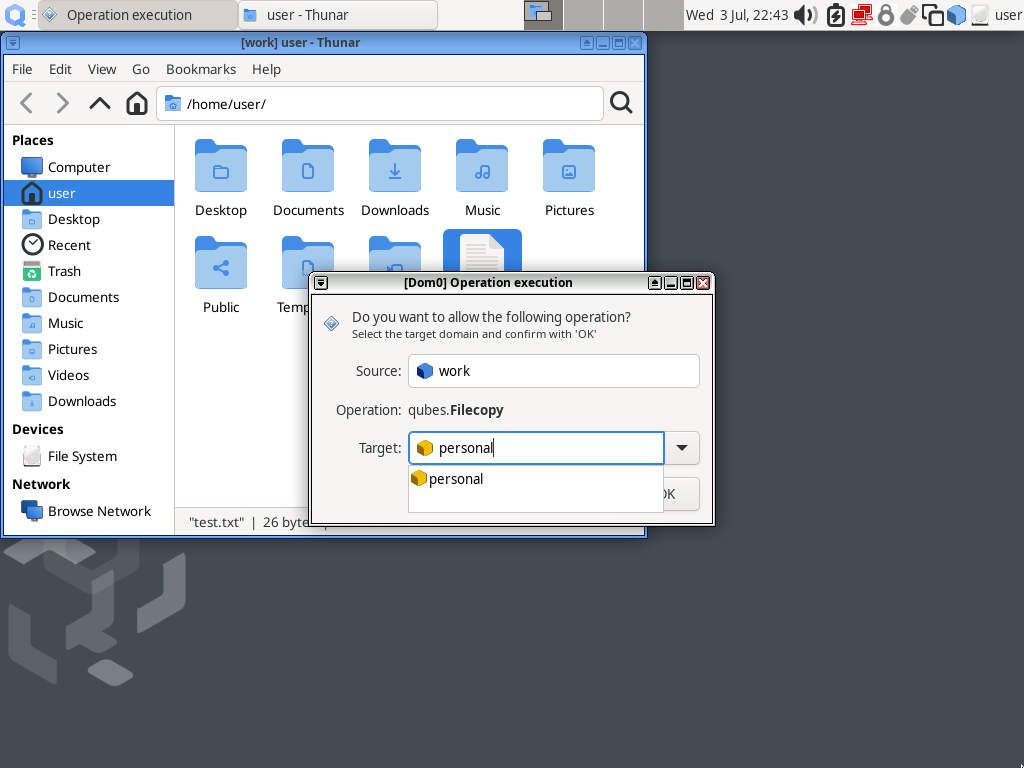 Operation execution
user - Thunar
Wed 3 Jul, 22:43
user
[work] user - Thunar
File Edit View Go Bookmarks Help
/home/user/
Places
Computer
user
Desktop
Recent
Trash
Documents
Music
Pictures
Videos
Downloads
Devices
File System
Network
Browse Network
Desktop Documents Downloads Music Pictures
Public
"test.txt" | 26 byte
[Dom0] Operation execution
Do you want to allow the following operation?
Select the target domain and confirm with 'OK'
Source: work
Operation: qubes.Filecopy
Target: personal
personal